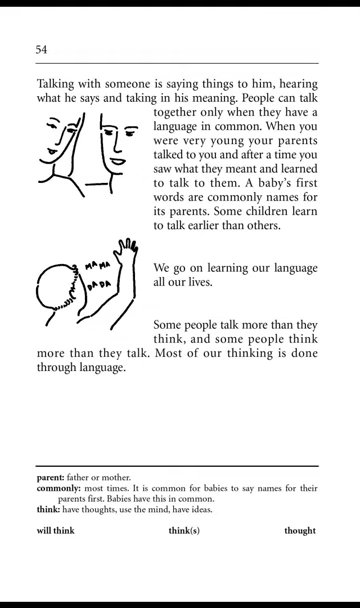 54
Talking with someone is saying things to him, hearing
what he says and taking in his meaning. People can talk
together only when they have a
language in common. When you
were very young your parents
talked to you and after a time you
saw what they meant and learned
to talk to them. A baby's first
words are commonly names for
its parents. Some children learn
to talk earlier than others.
MA MA
DA DA
We go on learning our language
all our lives.
Some people talk more than they
think, and some people think
more than they talk. Most of our thinking is done
through language.
parent: father or mother.
commonly: most times. It is common for babies to say names for their
parents first. Babies have this in common.
think: have thoughts, use the mind, have ideas.
will think think(s) thought